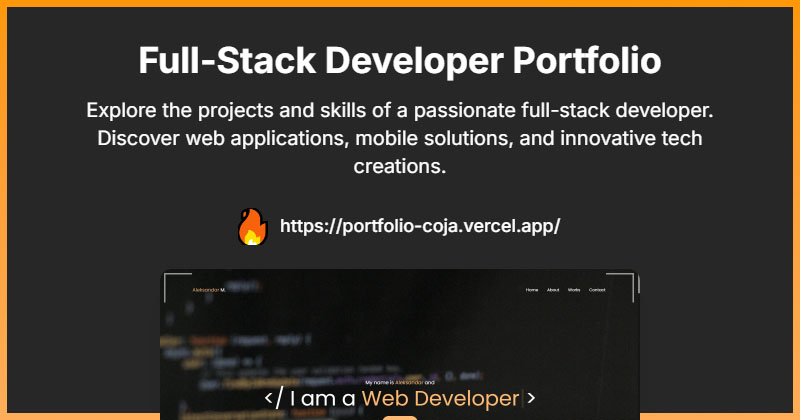 Full-Stack Developer Portfolio
Explore the projects and skills of a passionate full-stack developer.
Discover web applications, mobile solutions, and innovative tech
creations.
https://portfolio-coja.vercel.app/
Aleksandar M.
Home About Works Contact
My name is Aleksandar and
</ I am a Web Developer| >